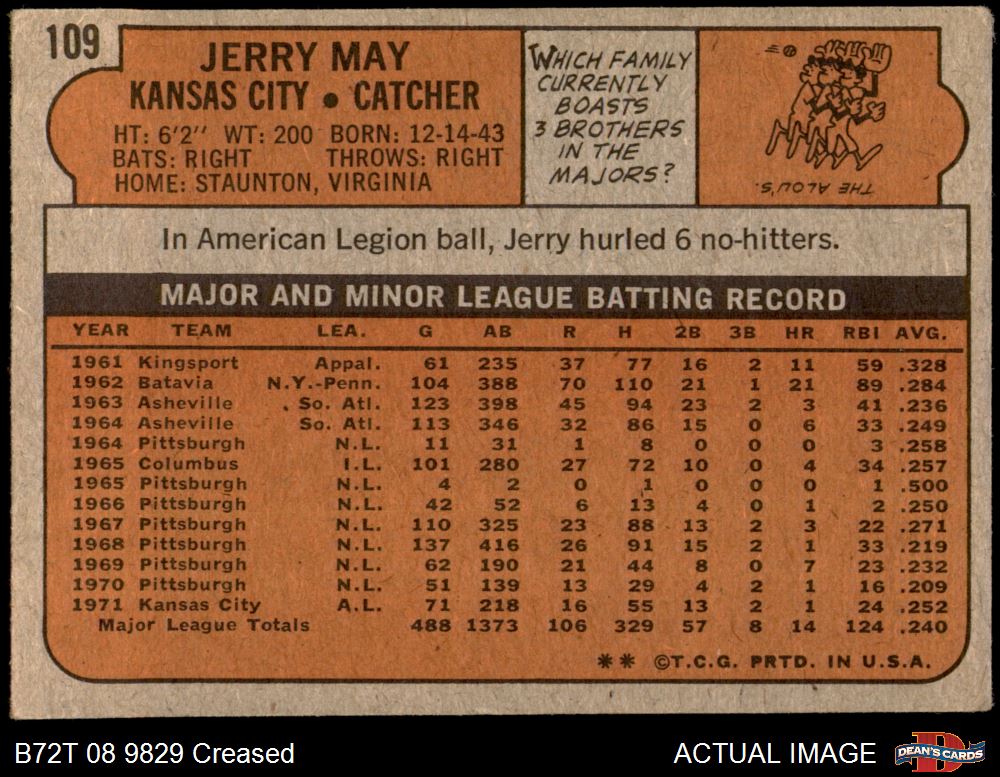 109
JERRY MAY
KANSAS CITY • CATCHER
HT: 6'2" WT: 200 BORN: 12-14-43
BATS: RIGHT THROWS: RIGHT
HOME: STAUNTON, VIRGINIA
WHICH FAMILY
CURRENTLY
BOASTS
3 BROTHERS
IN THE
MAJORS?
THE ALOU'S.
In American Legion ball, Jerry hurled 6 no-hitters.
MAJOR AND MINOR LEAGUE BATTING RECORD
YEAR TEAM LEA. G AB R H 2B 3B HR RBI AVG.
1961 Kingsport Appal. 61 235 37 77 16 2 11 59 .328
1962 Batavia N.Y.-Penn. 104 388 70 110 21 1 21 89 .284
1963 Asheville So. Atl. 123 398 45 94 23 2 3 41 .236
1964 Asheville So. Atl. 113 346 32 86 15 0 6 33 .249
1964 Pittsburgh N.L. 11 31 1 8 0 0 0 3 .258
1965 Columbus I.L. 101 280 27 72 10 0 4 34 .257
1965 Pittsburgh N.L. 4 2 0 1 0 0 0 1 .500
1966 Pittsburgh N.L. 42 52 6 13 4 0 1 2 .250
1967 Pittsburgh N.L. 110 325 23 88 13 2 3 22 .271
1968 Pittsburgh N.L. 137 416 26 91 15 2 1 33 .219
1969 Pittsburgh N.L. 62 190 21 44 8 0 7 23 .232
1970 Pittsburgh N.L. 51 139 13 29 4 2 1 16 .209
1971 Kansas City A.L. 71 218 16 55 13 2 1 24 .252
Major League Totals 488 1373 106 329 57 8 14 124 .240
** ©T.C.G. PRTD. IN U.S.A.
B72T 08 9829 Creased
ACTUAL IMAGE
D
DEAN'S CARDS